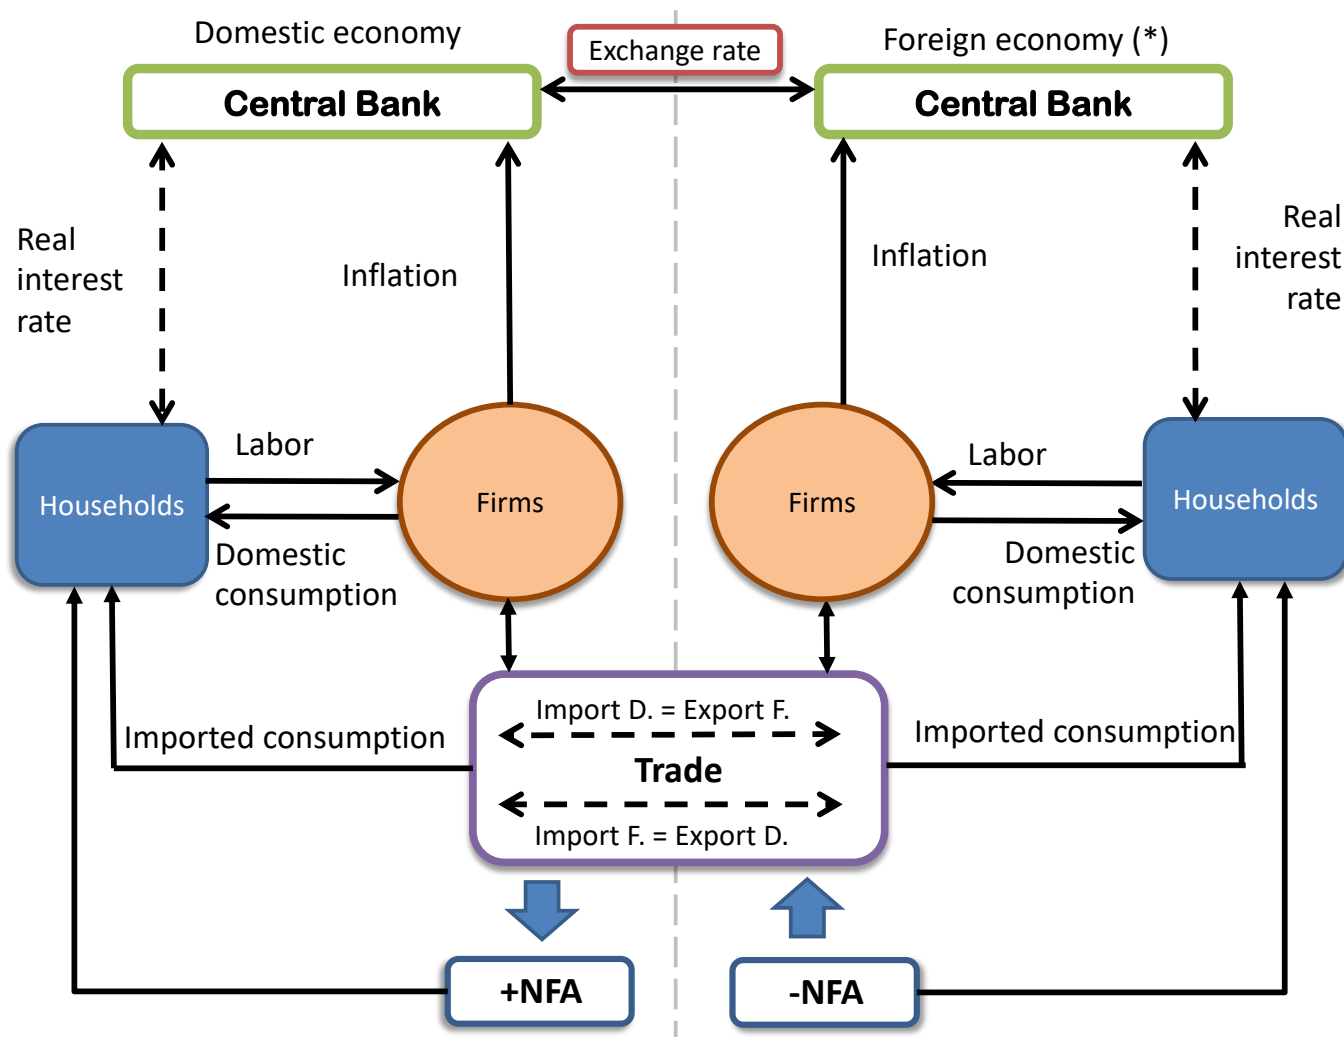 Domestic economy
Exchange rate
Foreign economy (*)
Central Bank
Central Bank
Real
interest
rate
Inflation
Inflation
Real
interest
rate
Labor
Households
Firms
Domestic
consumption
Firms
Labor
Households
Domestic
consumption
Imported consumption
Import D. = Export F.
Trade
Import F. = Export D.
Imported consumption
+NFA
-NFA